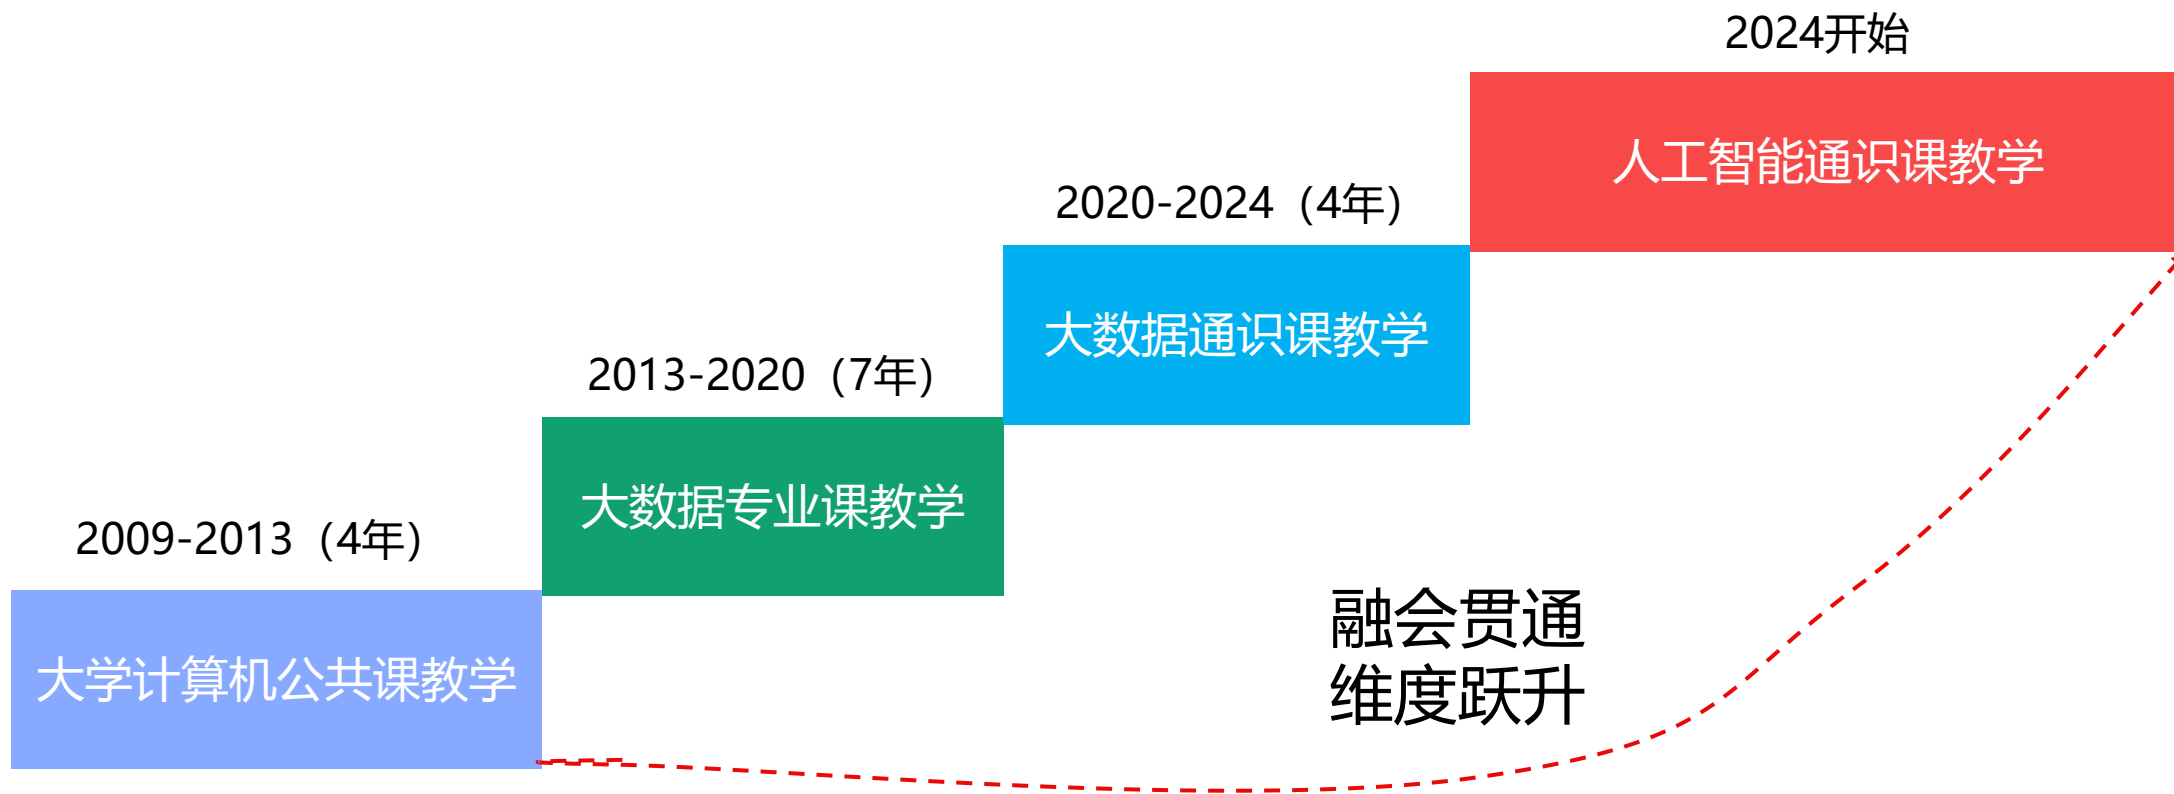 2024开始
人工智能通识课教学
2020-2024（4年）
大数据通识课教学
2013-2020（7年）
大数据专业课教学
2009-2013（4年）
大学计算机公共课教学
融会贯通
维度跃升